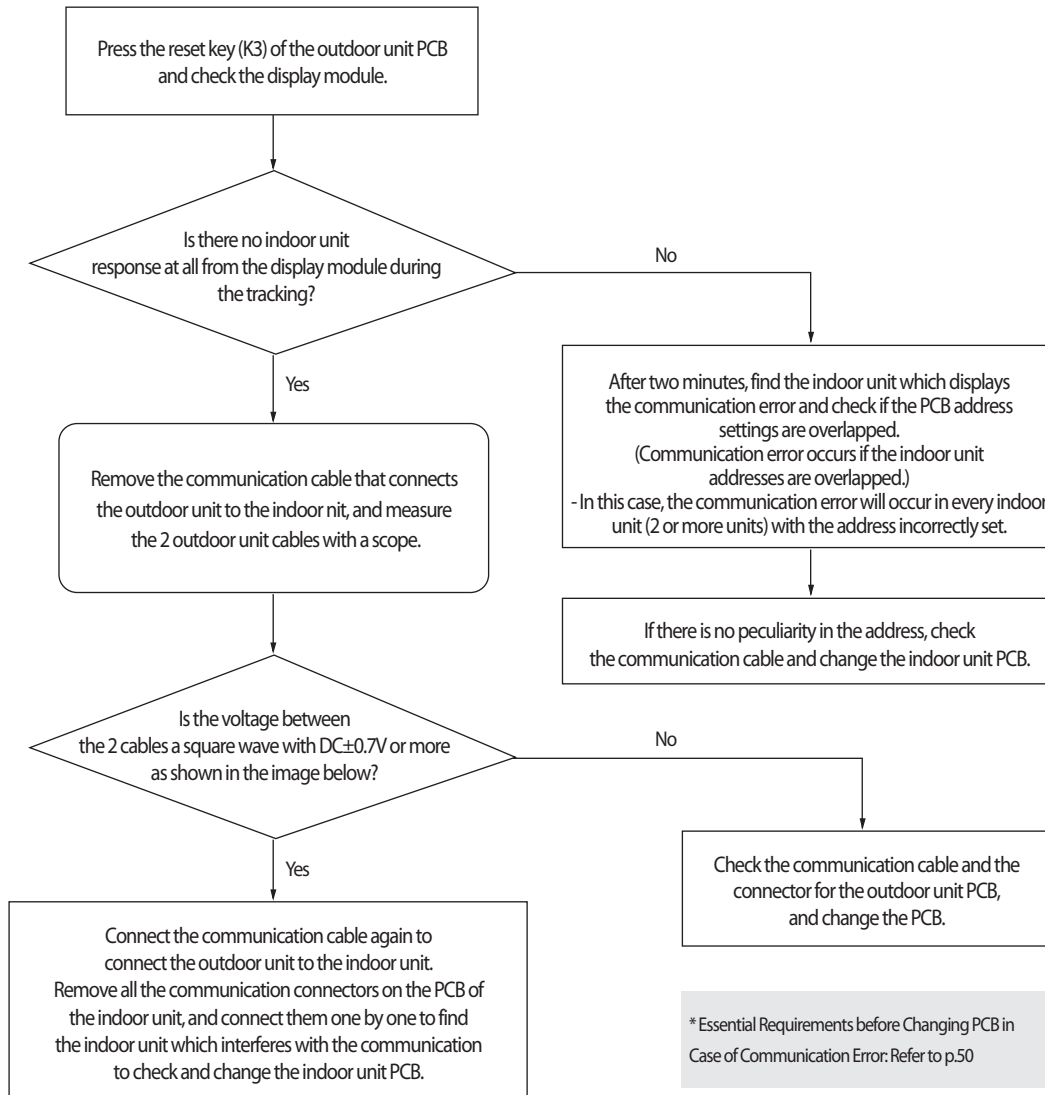 Press the reset key (K3) of the outdoor unit PCB
and check the display module.
Is there no indoor unit
response at all from the display module during
the tracking?
No
Yes
After two minutes, find the indoor unit which displays
the communication error and check if the PCB address
settings are overlapped.
(Communication error occurs if the indoor unit
addresses are overlapped.)
- In this case, the communication error will occur in every indoor
unit (2 or more units) with the address incorrectly set.
Remove the communication cable that connects
the outdoor unit to the indoor nit, and measure
the 2 outdoor unit cables with a scope.
If there is no peculiarity in the address, check
the communication cable and change the indoor unit PCB.
Is the voltage between
the 2 cables a square wave with DC±0.7V or more
as shown in the image below?
No
Yes
Check the communication cable and the
connector for the outdoor unit PCB,
and change the PCB.
Connect the communication cable again to
connect the outdoor unit to the indoor unit.
Remove all the communication connectors on the PCB of
the indoor unit, and connect them one by one to find
the indoor unit which interferes with the communication
to check and change the indoor unit PCB.
* Essential Requirements before Changing PCB in
Case of Communication Error: Refer to p.50